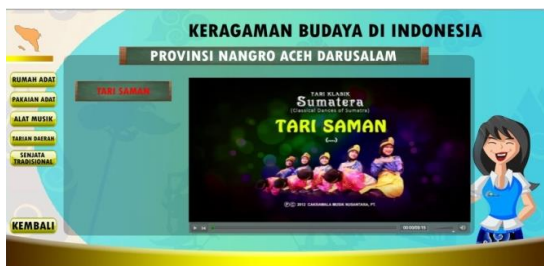 KERAGAMAN BUDAYA DI INDONESIA
PROVINSI NANGRO ACEH DARUSALAM
RUMAH ADAT
PAKAIAN ADAT
ALAT MUSIK
TARIAN DAERAH
SENJATA
TRADISIONAL
KEMBALI
TARI SAMAN
TARI KLASIK
Sumatera
(Classical Dances of Sumatra)
TARI SAMAN